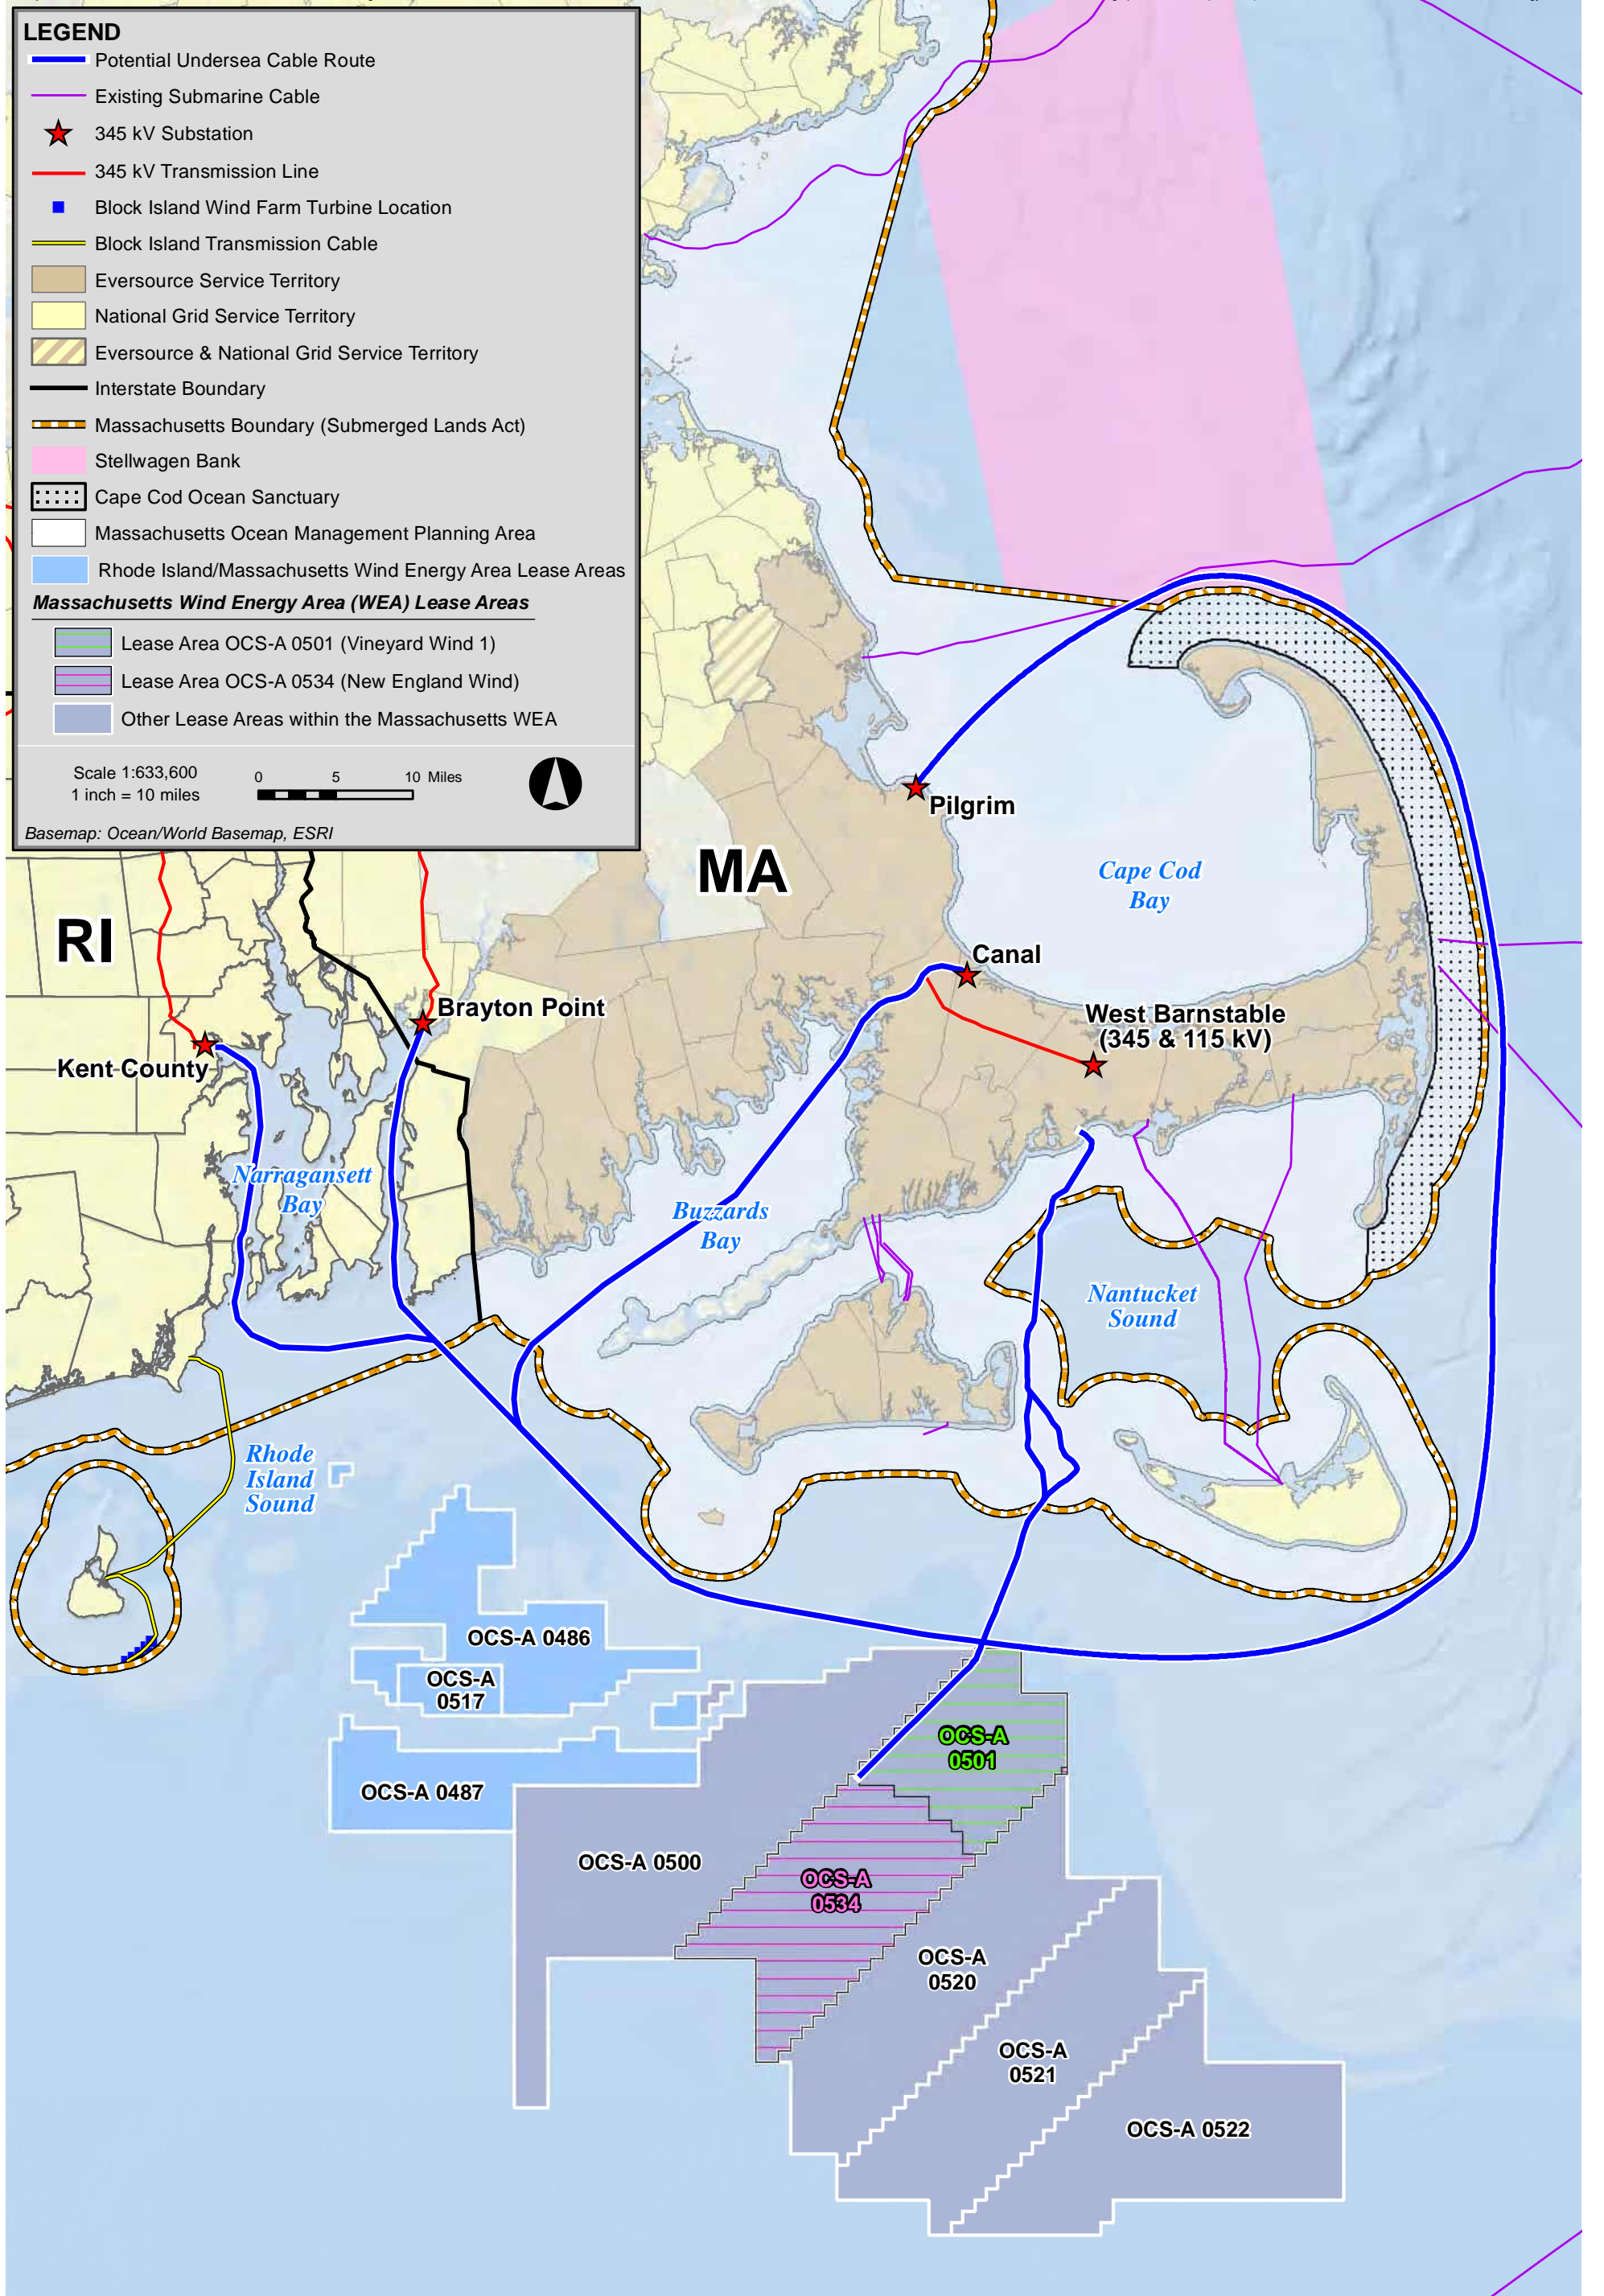 LEGEND
Potential Undersea Cable Route
Existing Submarine Cable
345 kV Substation
345 kV Transmission Line
Block Island Wind Farm Turbine Location
Block Island Transmission Cable
Eversource Service Territory
National Grid Service Territory
Eversource & National Grid Service Territory
Interstate Boundary
Massachusetts Boundary (Submerged Lands Act)
Stellwagen Bank
Cape Cod Ocean Sanctuary
Massachusetts Ocean Management Planning Area
Rhode Island/Massachusetts Wind Energy Area Lease Areas
Massachusetts Wind Energy Area (WEA) Lease Areas
Lease Area OCS-A 0501 (Vineyard Wind 1)
Lease Area OCS-A 0534 (New England Wind)
Other Lease Areas within the Massachusetts WEA
Scale 1:633,600
1 inch = 10 miles
0 5 10 Miles
Basemap: Ocean/World Basemap, ESRI
Pilgrim
MA
Cape Cod
Bay
RI
Canal
Brayton Point
West Barnstable
(345 & 115 kV)
Kent County
Narragansett
Bay
Buzzards
Bay
Nantucket
Sound
Rhode
Island
Sound
OCS-A 0486
OCS-A
0517
OCS-A
0501
OCS-A 0487
OCS-A 0500
OCS-A
0534
OCS-A
0520
OCS-A
0521
OCS-A 0522